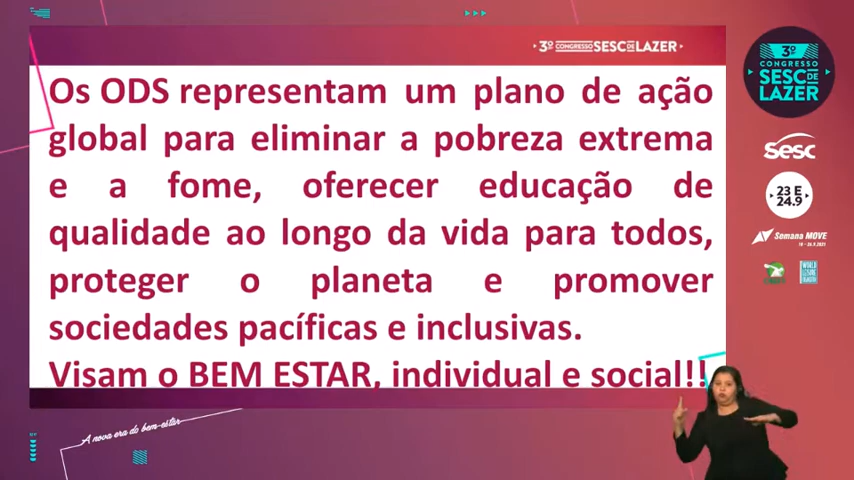 3º CONGRESSO SESC DE LAZER
Os ODS representam um plano de ação
global para eliminar a pobreza extrema
e a fome, oferecer educação de
qualidade ao longo da vida para todos,
proteger o planeta e promover
sociedades pacíficas e inclusivas.
Visam o BEM ESTAR, individual e social!!
3º
CONGRESSO
SESC DE
LAZER
Sesc
23 E
24.9
Semana MOVE
WORLD
LEISURE
A nova era do bem-estar